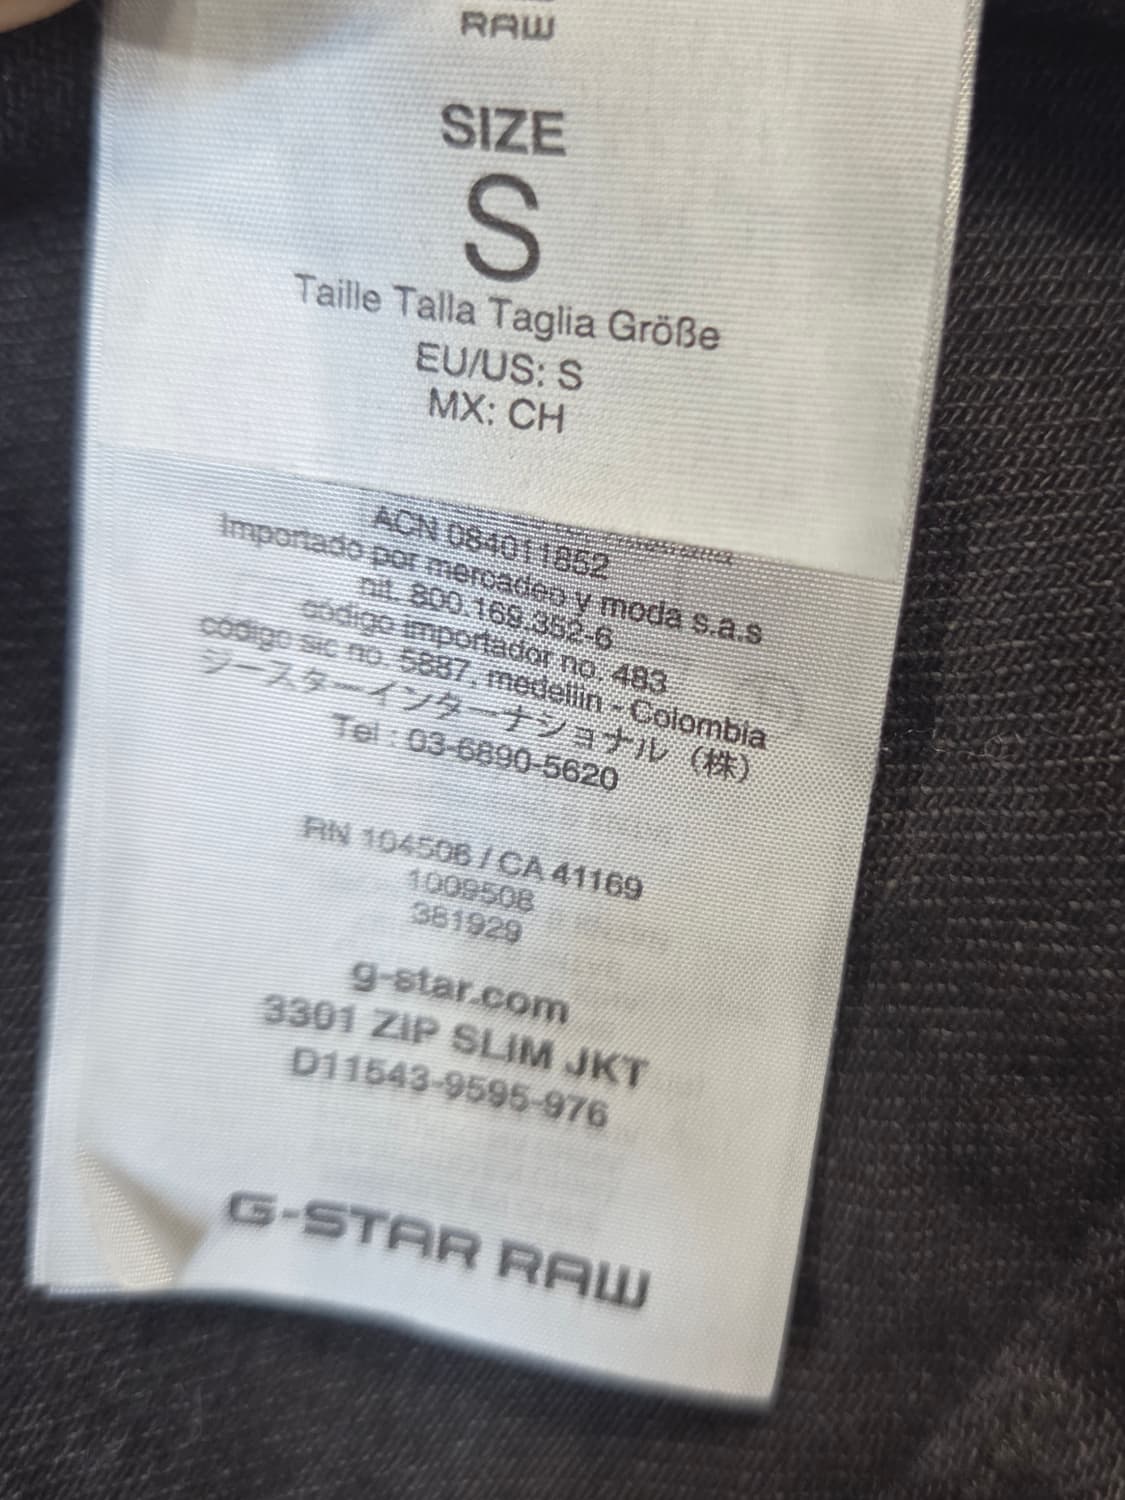 RAW
SIZE
S
Taille Talla Taglia Größe
EU/US: S
MX: CH
ACN 084011852
Importado por mercadeo y moda s.a.s
nit. 800.169.352-6
código importador no. 483
código sic no. 5887, medellin - Colombia
ジースターインターナショナル（株）
Tel : 03-6890-5620
RN 104506 / CA 41169
1009508
381929
g-star.com
3301 ZIP SLIM JKT
D11543-9595-976
G-STAR RAW